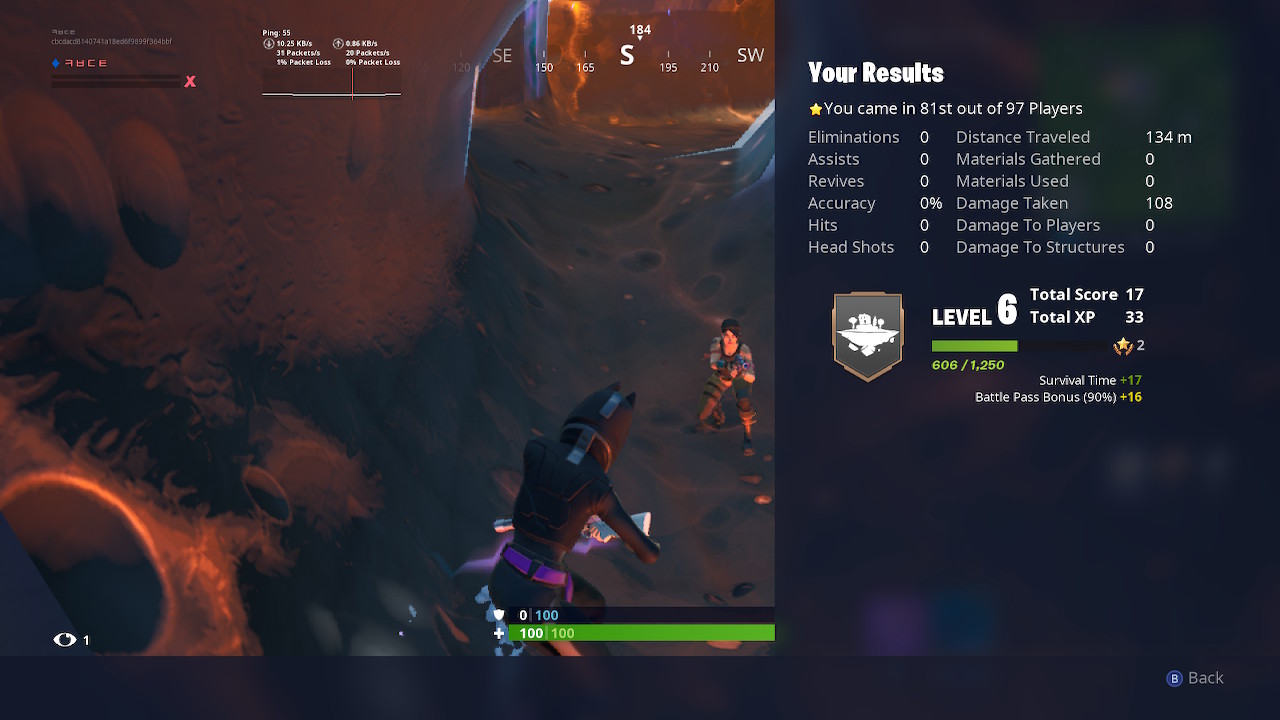 ㅋㅂㄷㅌ
cbcdacd8140741a18ed6f9899f364bbf
ㅋㅂㄷㅌ
X
Ping: 55
10.25 KB/s 0.86 KB/s
31 Packets/s 20 Packets/s
1% Packet Loss 0% Packet Loss
184
SE S SW
120 150 165 195 210
Your Results
You came in 81st out of 97 Players
Eliminations 0 Distance Traveled 134 m
Assists 0 Materials Gathered 0
Revives 0 Materials Used 0
Accuracy 0% Damage Taken 108
Hits 0 Damage To Players 0
Head Shots 0 Damage To Structures 0
LEVEL 6
Total Score 17
Total XP 33
2
606 / 1,250
Survival Time +17
Battle Pass Bonus (90%) +16
0 | 100
100 | 100
1
B Back